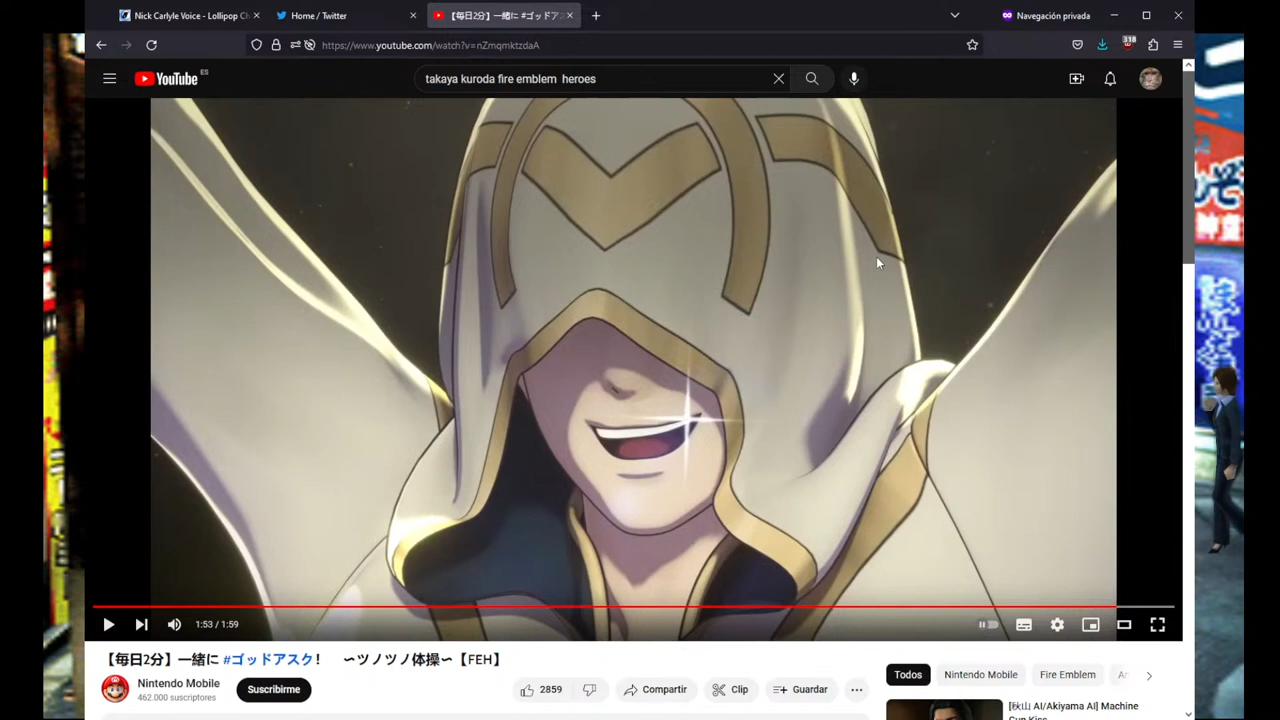 Nick Carlyle Voice - Lollipop Ch
Home / Twitter
【毎日2分】一緒に #ゴッドアス
Navegación privada
https://www.youtube.com/watch?v=nZmqmktzdaA
318
YouTube ES
takaya kuroda fire emblem heroes
1:53 / 1:59
【毎日2分】一緒に #ゴッドアスク！ 〜ツノツノ体操〜【FEH】
Nintendo Mobile
462.000 suscriptores
Suscribirme
2859
Compartir
Clip
Guardar
Todos
Nintendo Mobile
Fire Emblem
[秋山 AI/Akiyama AI] Machine
Gun Kiss